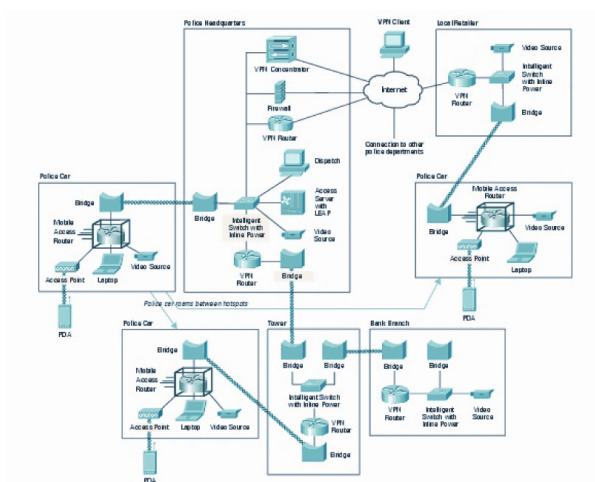 Police Headquarters
VPN Client
Local Retailer
Video Source
VPN Concentrator
Intelligent
Switch with
Inline Power
Internet
VPN
Router
Firewall
Bridge
VPN Router
Connection to other
police departments
Dispatch
Police Car
Police Car
Access
Server
with
LEAP
Mobile Access
Router
Bridge
Bridge
Mobile
Access
Router
Intelligent
Switch with
Inline Power
Video
Source
Bridge
Video Source
Access Point
Laptop
Access Point
Laptop
Video Source
VPN
Router
Bridge
Police car roams between hotspots
PDA
PDA
Police Car
Tower
Bank Branch
Bridge
Bridge
Bridge
Bridge
Bridge
Mobile
Access
Router
Intelligent Switch
with Inline Power
VPN
Router
Access Point
Laptop
Video Source
VPN
Router
Intelligent
Switch with
Inline Power
Video
Source
Bridge
PDA